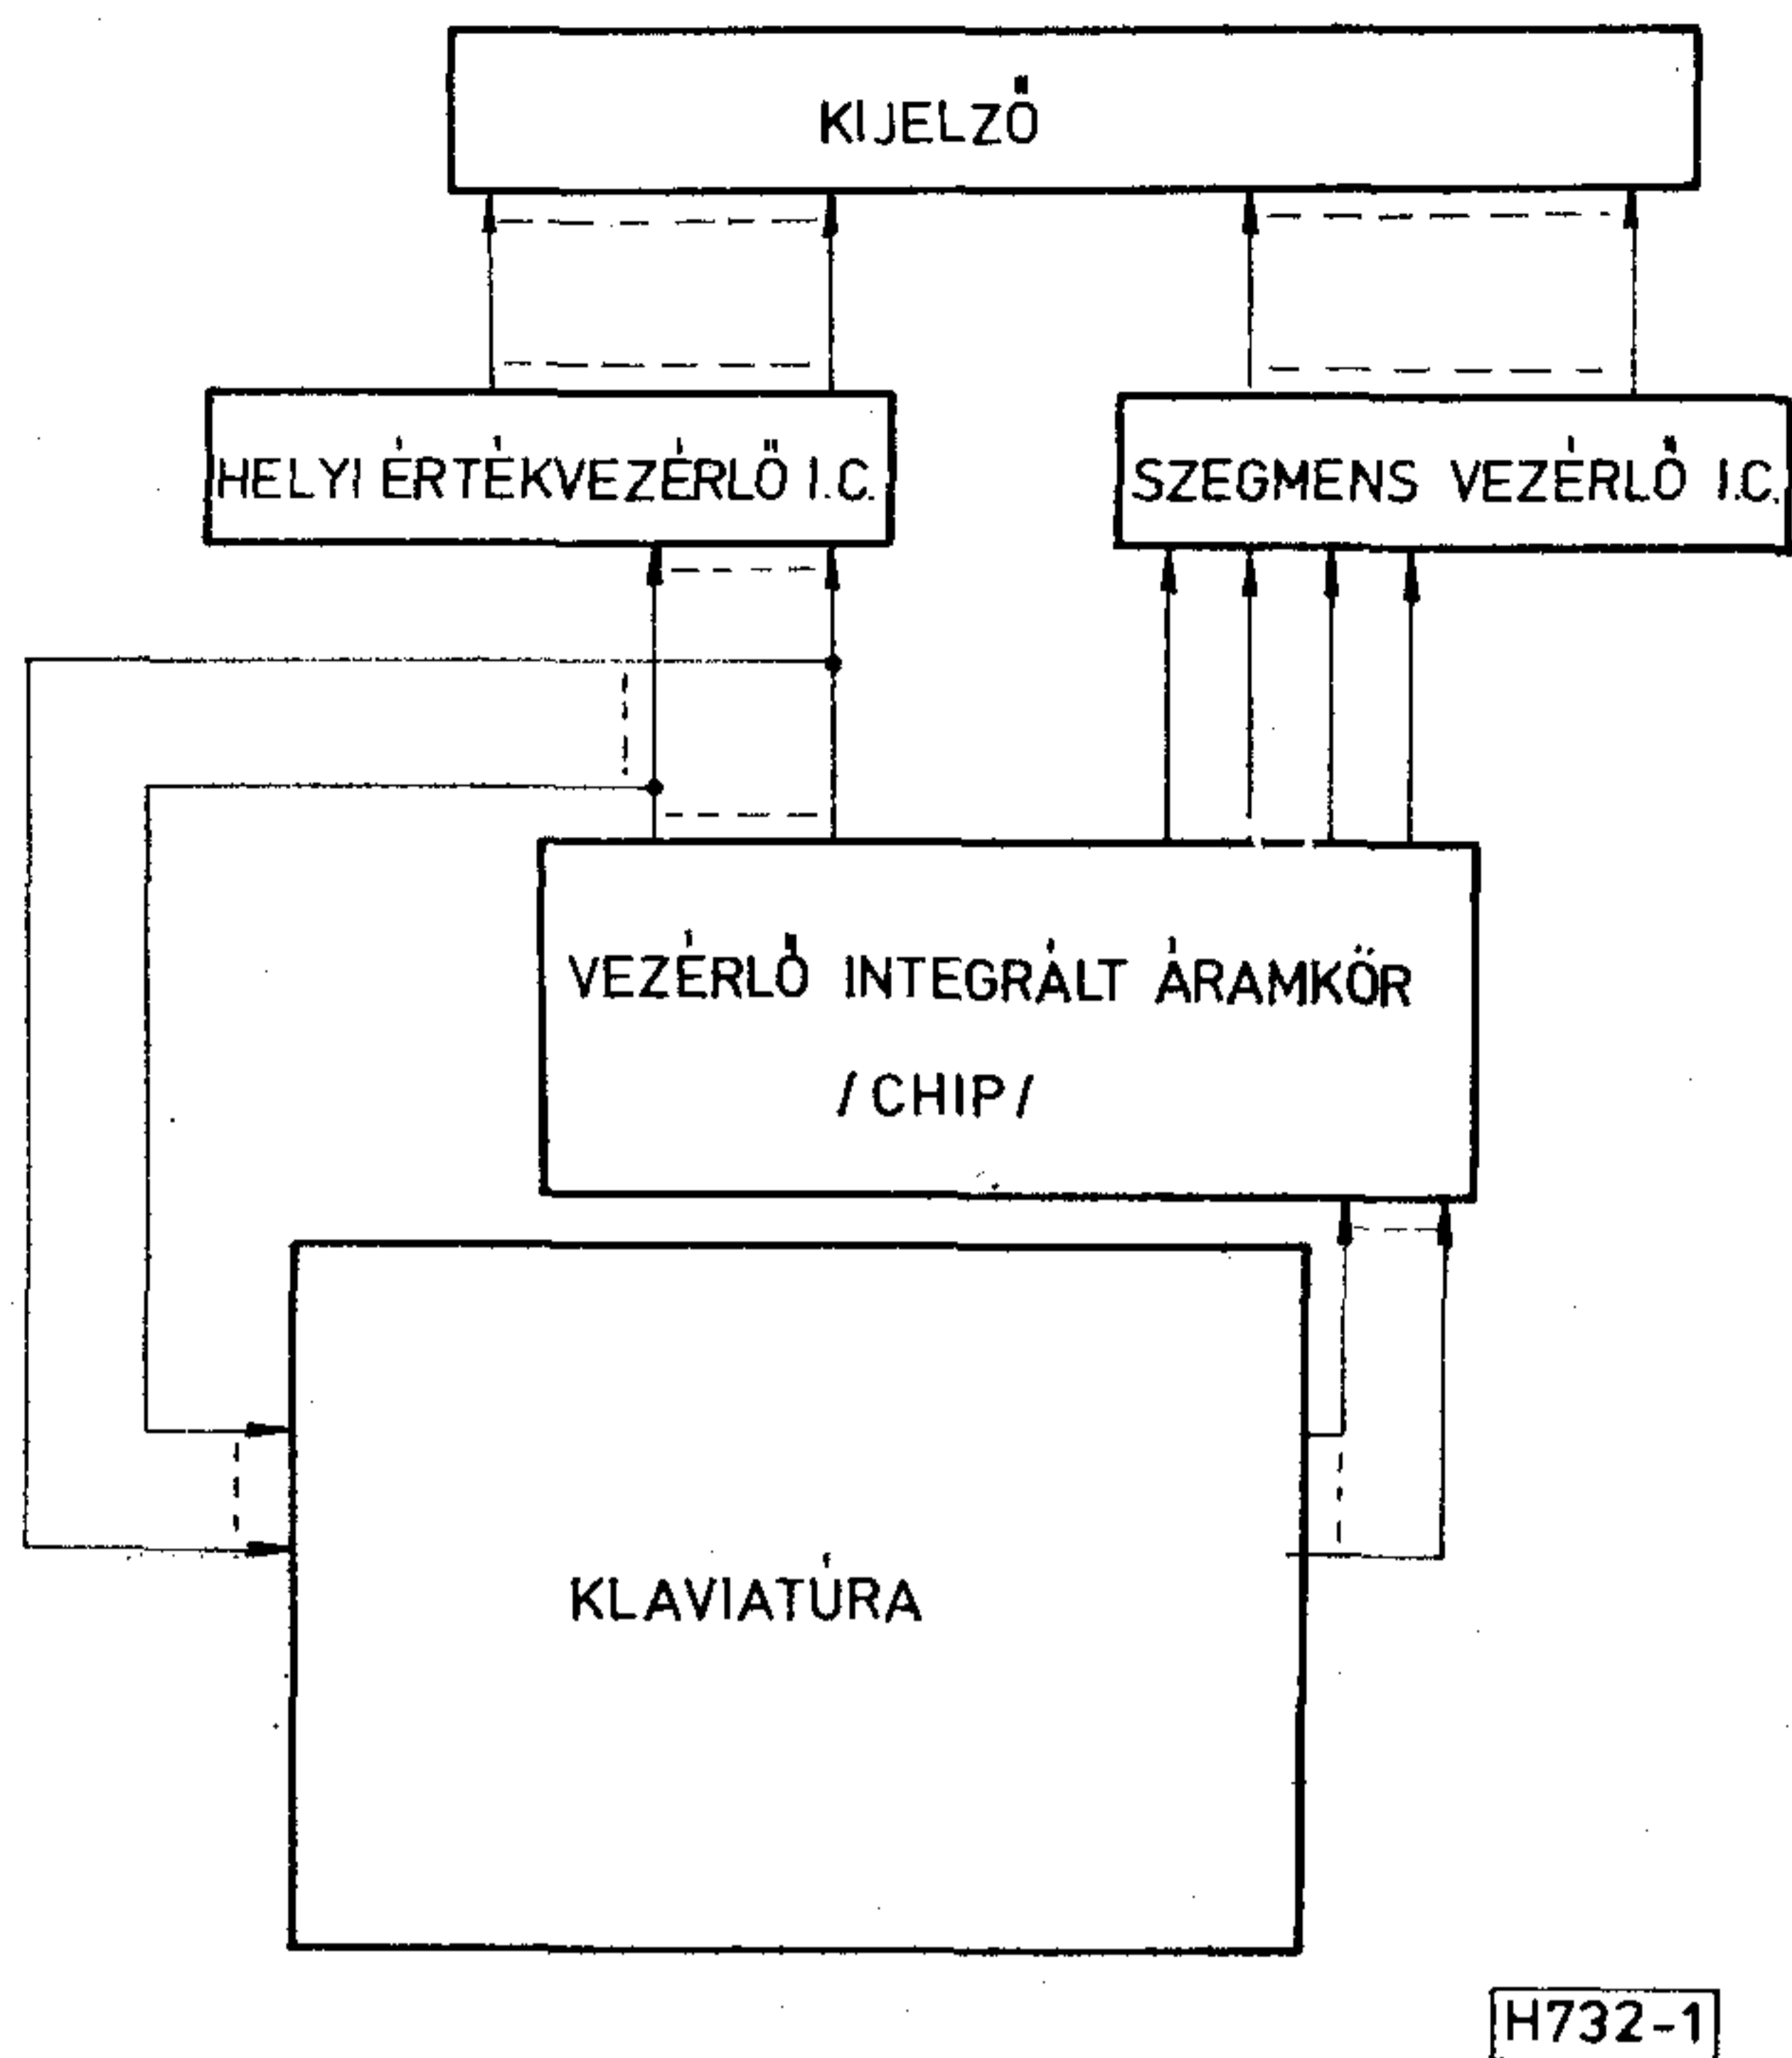 KIJELZŐ
HELYI ÉRTÉKVEZÉRLŐ I.C.
SZEGMENS VEZÉRLŐ I.C.
VEZÉRLŐ INTEGRÁLT ÁRAMKÖR
/CHIP/
KLAVIATÚRA
H732-1